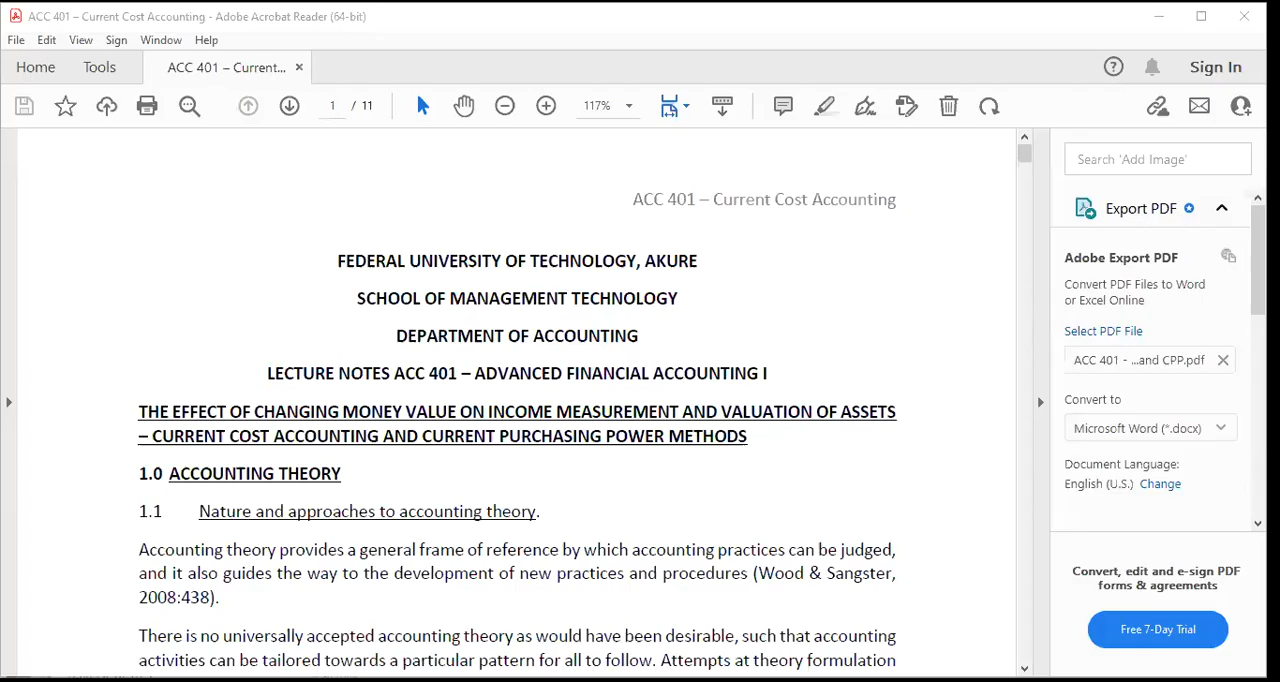 ACC 401 – Current Cost Accounting - Adobe Acrobat Reader (64-bit)
File Edit View Sign Window Help
Home Tools ACC 401 – Current... × Sign In
1 / 11 117%
Search 'Add Image'
ACC 401 – Current Cost Accounting
Export PDF
FEDERAL UNIVERSITY OF TECHNOLOGY, AKURE
SCHOOL OF MANAGEMENT TECHNOLOGY
DEPARTMENT OF ACCOUNTING
LECTURE NOTES ACC 401 – ADVANCED FINANCIAL ACCOUNTING I
THE EFFECT OF CHANGING MONEY VALUE ON INCOME MEASUREMENT AND VALUATION OF ASSETS
– CURRENT COST ACCOUNTING AND CURRENT PURCHASING POWER METHODS
1.0 ACCOUNTING THEORY
1.1 Nature and approaches to accounting theory.
Accounting theory provides a general frame of reference by which accounting practices can be judged,
and it also guides the way to the development of new practices and procedures (Wood & Sangster,
2008:438).
There is no universally accepted accounting theory as would have been desirable, such that accounting
activities can be tailored towards a particular pattern for all to follow. Attempts at theory formulation
Adobe Export PDF
Convert PDF Files to Word
or Excel Online
Select PDF File
ACC 401 - ...and CPP.pdf
Convert to
Microsoft Word (*.docx)
Document Language:
English (U.S.) Change
Convert, edit and e-sign PDF
forms & agreements
Free 7-Day Trial